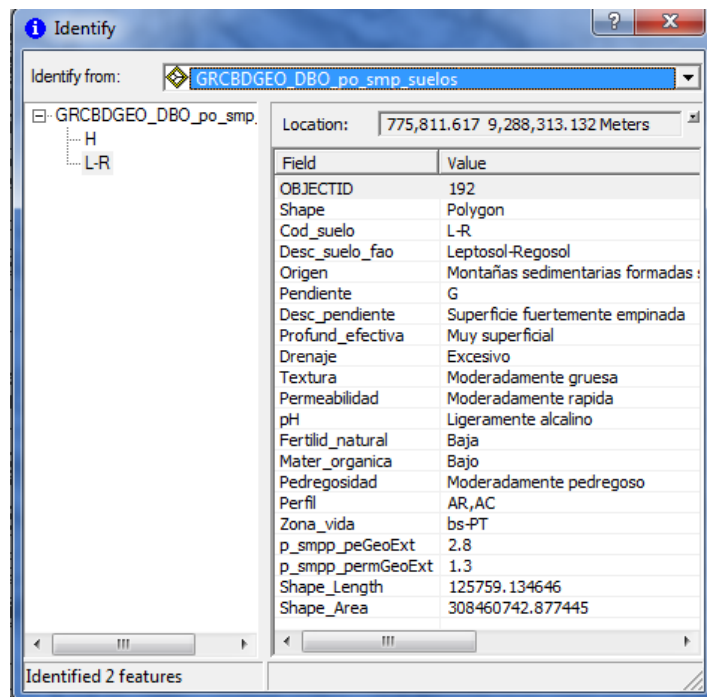 Identify
Identify from: GRCBDGEO_DBO_po_smp_suelos
GRCBDGEO_DBO_po_smp_
H
L-R
Location: 775,811.617 9,288,313.132 Meters
Field Value
OBJECTID 192
Shape Polygon
Cod_suelo L-R
Desc_suelo_fao Leptosol-Regosol
Origen Montañas sedimentarias formadas s
Pendiente G
Desc_pendiente Superficie fuertemente empinada
Profund_efectiva Muy superficial
Drenaje Excesivo
Textura Moderadamente gruesa
Permeabilidad Moderadamente rapida
pH Ligeramente alcalino
Fertilid_natural Baja
Mater_organica Bajo
Pedregosidad Moderadamente pedregoso
Perfil AR,AC
Zona_vida bs-PT
p_smpp_peGeoExt 2.8
p_smpp_permGeoExt 1.3
Shape_Length 125759.134646
Shape_Area 308460742.877445
Identified 2 features